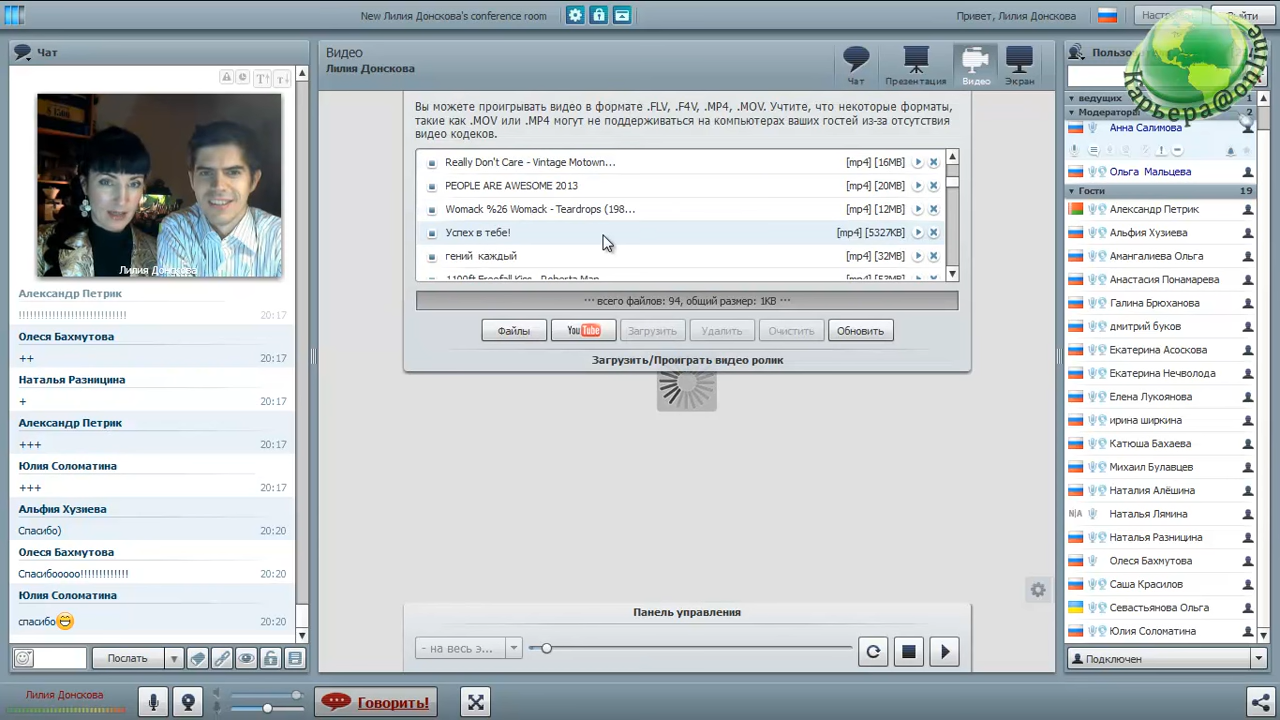 New Лилия Донскова's conference room
Привет, Лилия Донскова
Выйти
Чат
Лилия Донскова
Александр Петрик
!!!!!!!!!!!!!!!!!!!!!!!!!!!! 20:17
Олеся Бахмутова
++ 20:17
Наталья Разницина
+ 20:17
Александр Петрик
+++ 20:17
Юлия Соломатина
+++ 20:17
Альфия Хузиева
Спасибо) 20:20
Олеся Бахмутова
Спасибооооо!!!!!!!!!!!!! 20:20
Юлия Соломатина
спасибо 20:20
Послать
Видео
Лилия Донскова
Чат
Презентация
Видео
Экран
Вы можете проигрывать видео в формате .FLV, .F4V, .MP4, .MOV. Учтите, что некоторые форматы,
такие как .MOV или .MP4 могут не поддерживаться на компьютерах ваших гостей из-за отсутствия
видео кодеков.
Really Don't Care - Vintage Motown... [mp4] [16MB]
PEOPLE ARE AWESOME 2013 [mp4] [20MB]
Womack %26 Womack - Teardrops (198... [mp4] [12MB]
Успех в тебе! [mp4] [5327KB]
гений каждый [mp4] [32MB]
··· всего файлов: 94, общий размер: 1KB ···
Файлы
YouTube
Загрузить
Удалить
Очистить
Обновить
Загрузить/Проиграть видео ролик
Панель управления
- на весь э...
карьера@online
ведущих 1
Модераторы 2
Анна Салимова
Ольга Мальцева
Гости 19
Александр Петрик
Альфия Хузиева
Амангалиева Ольга
Анастасия Понамарева
Галина Брюханова
дмитрий буков
Екатерина Асоскова
Екатерина Нечволода
Елена Лукоянова
ирина ширкина
Катюша Бахаева
Михаил Булавцев
Наталия Алёшина
N|A Наталья Лямина
Наталья Разницина
Олеся Бахмутова
Саша Красилов
Севастьянова Ольга
Юлия Соломатина
Подключен
Лилия Донскова
Говорить!